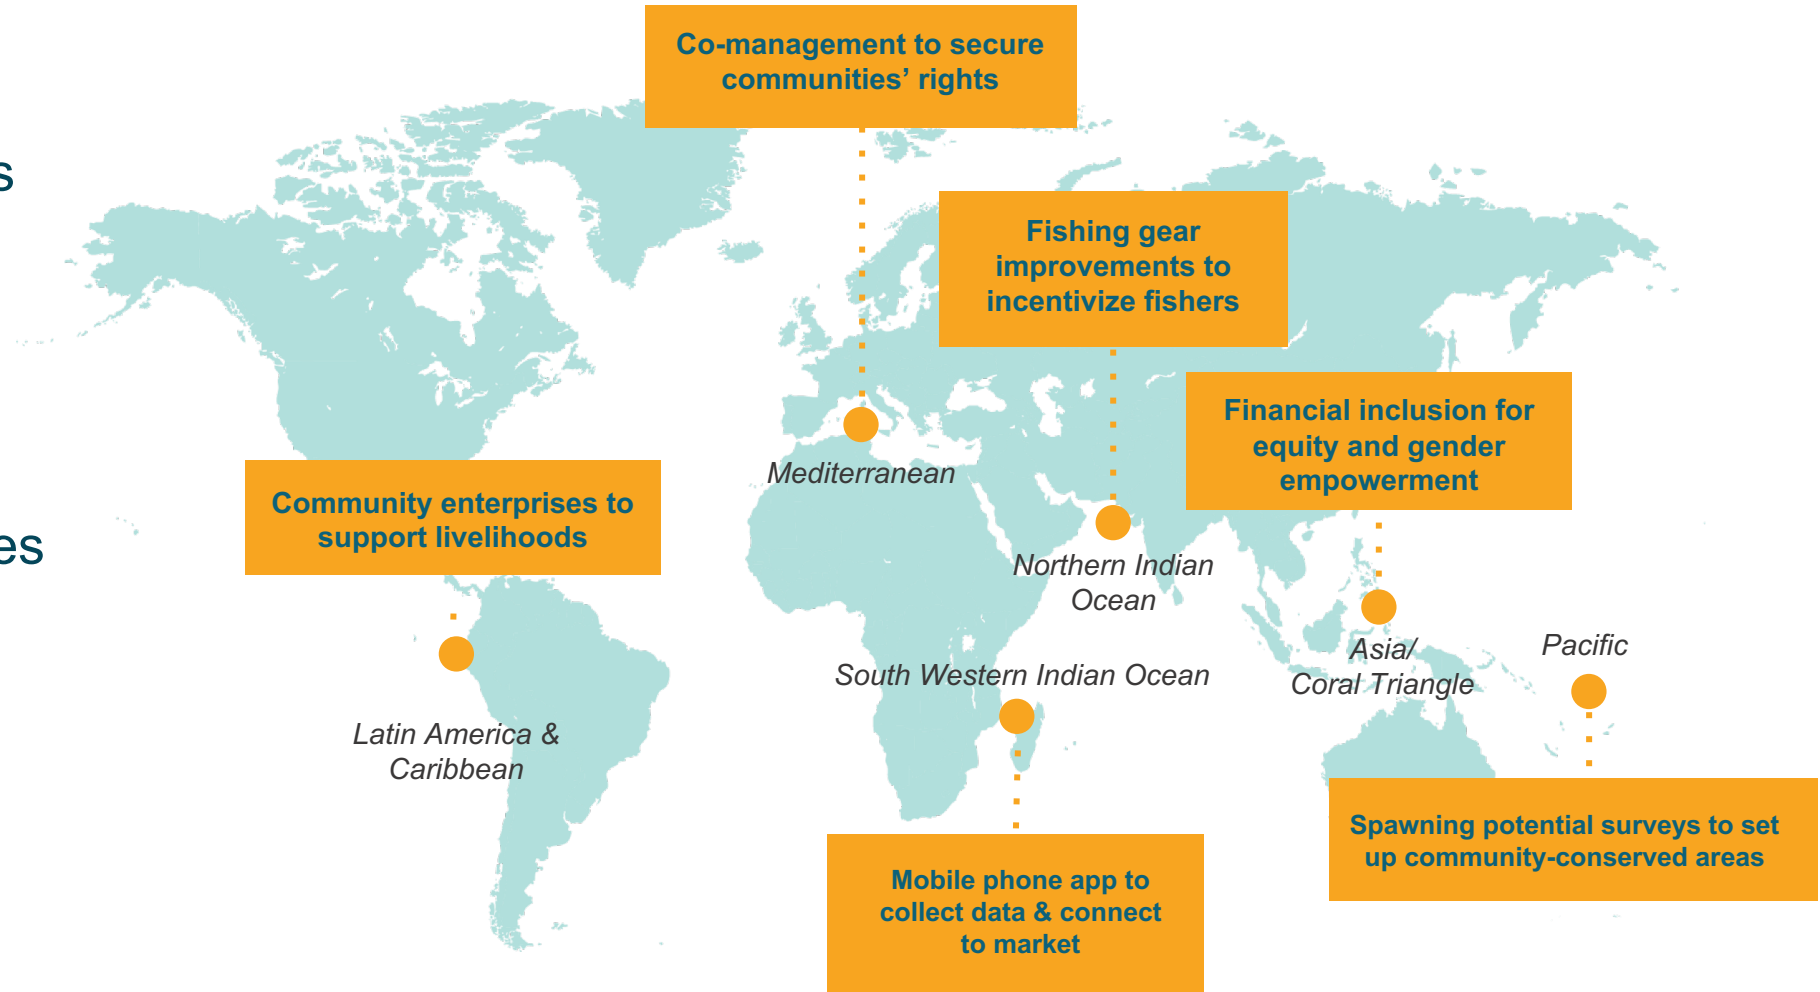 Co-management to secure
communities’ rights
s
Fishing gear
improvements to
incentivize fishers
Financial inclusion for
equity and gender
empowerment
Mediterranean
Community enterprises to
support livelihoods
es
Northern Indian
Ocean
Asia/
Coral Triangle
Pacific
South Western Indian Ocean
Latin America &
Caribbean
Spawning potential surveys to set
up community-conserved areas
Mobile phone app to
collect data & connect
to market